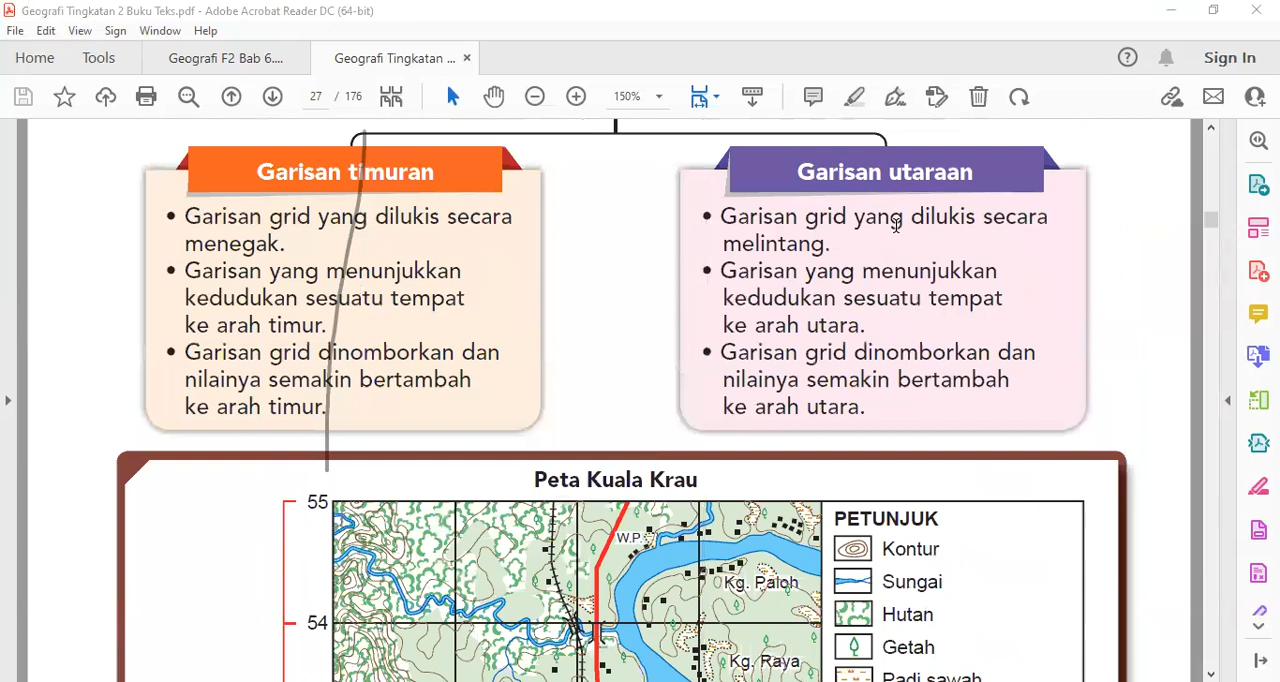 Geografi Tingkatan 2 Buku Teks.pdf - Adobe Acrobat Reader DC (64-bit)
File Edit View Sign Window Help
Home Tools Geografi F2 Bab 6.... Geografi Tingkatan ... × Sign In
27 / 176 150%
Garisan timuran
• Garisan grid yang dilukis secara
menegak.
• Garisan yang menunjukkan
kedudukan sesuatu tempat
ke arah timur.
• Garisan grid dinomborkan dan
nilainya semakin bertambah
ke arah timur.
Garisan utaraan
• Garisan grid yang dilukis secara
melintang.
• Garisan yang menunjukkan
kedudukan sesuatu tempat
ke arah utara.
• Garisan grid dinomborkan dan
nilainya semakin bertambah
ke arah utara.
Peta Kuala Krau
55
54
W.P.
Kg. Paloh
Kg. Raya
PETUNJUK
Kontur
Sungai
Hutan
Getah
Padi sawah